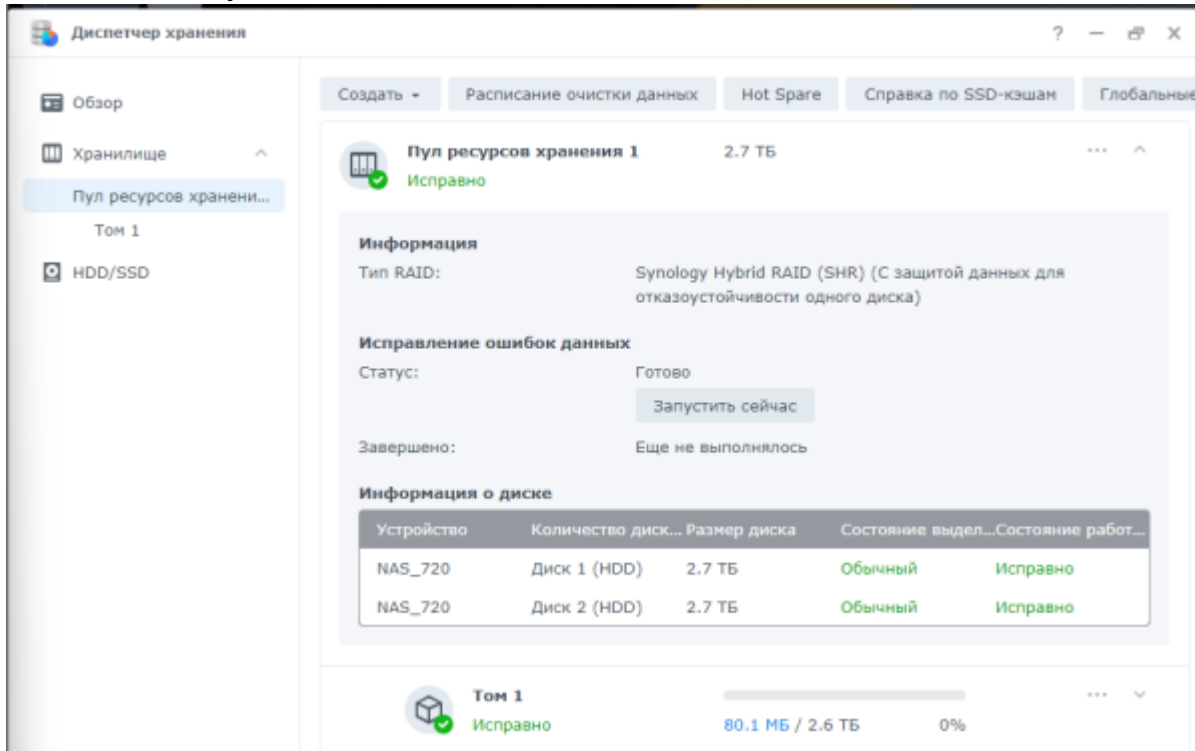 Диспетчер хранения
Обзор
Хранилище
Пул ресурсов хранени...
Том 1
HDD/SSD
Создать Расписание очистки данных Hot Spare Справка по SSD-кэшам Глобальные
Пул ресурсов хранения 1 2.7 ТБ
Исправно
Информация
Тип RAID: Synology Hybrid RAID (SHR) (С защитой данных для
отказоустойчивости одного диска)
Исправление ошибок данных
Статус: Готово
Запустить сейчас
Завершено: Еще не выполнялось
Информация о диске
Устройство Количество диск... Размер диска Состояние выдел... Состояние работ...
NAS_720 Диск 1 (HDD) 2.7 ТБ Обычный Исправно
NAS_720 Диск 2 (HDD) 2.7 ТБ Обычный Исправно
Том 1
Исправно 80.1 МБ / 2.6 ТБ 0%